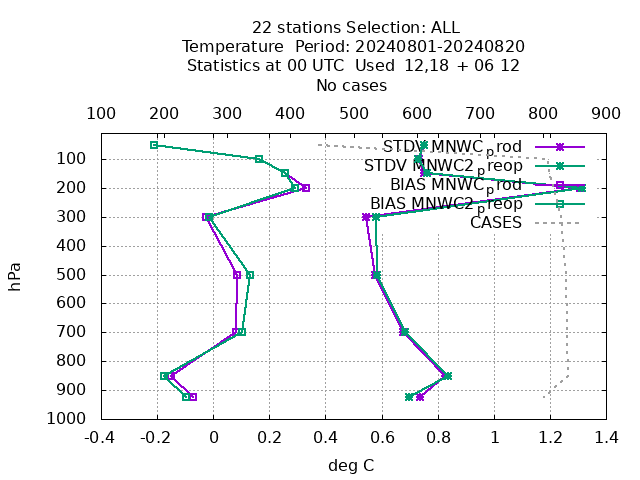 22 stations Selection: ALL
Temperature  Period: 20240801-20240820
Statistics at 00 UTC  Used  12,18 + 06 12
No cases
100 200 300 400 500 600 700 800 900
STDV MNWC_prod
STDV MNWC2_preop
BIAS MNWC_prod
BIAS MNWC2_preop
CASES
hPa
100
200
300
400
500
600
700
800
900
1000
-0.4 -0.2 0 0.2 0.4 0.6 0.8 1 1.2 1.4
deg C